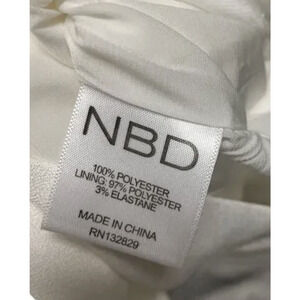 NBD
100% POLYESTER
LINING: 97% POLYESTER
3% ELASTANE
MADE IN CHINA
RN132829